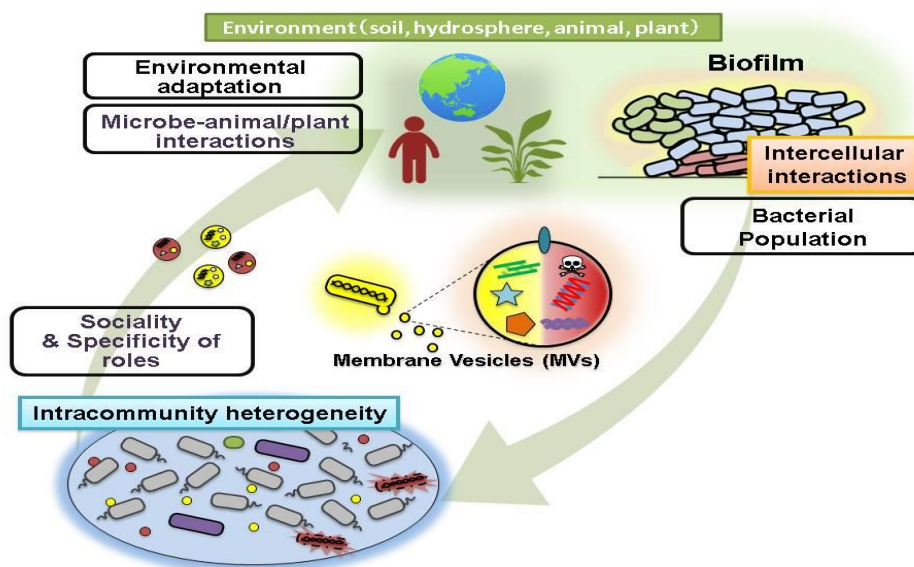 Environment (soil, hydrosphere, animal, plant)
Environmental
adaptation
Microbe-animal/plant
interactions
Biofilm
Intercellular
interactions
Bacterial
Population
Sociality
& Specificity of
roles
Membrane Vesicles (MVs)
Intracommunity heterogeneity